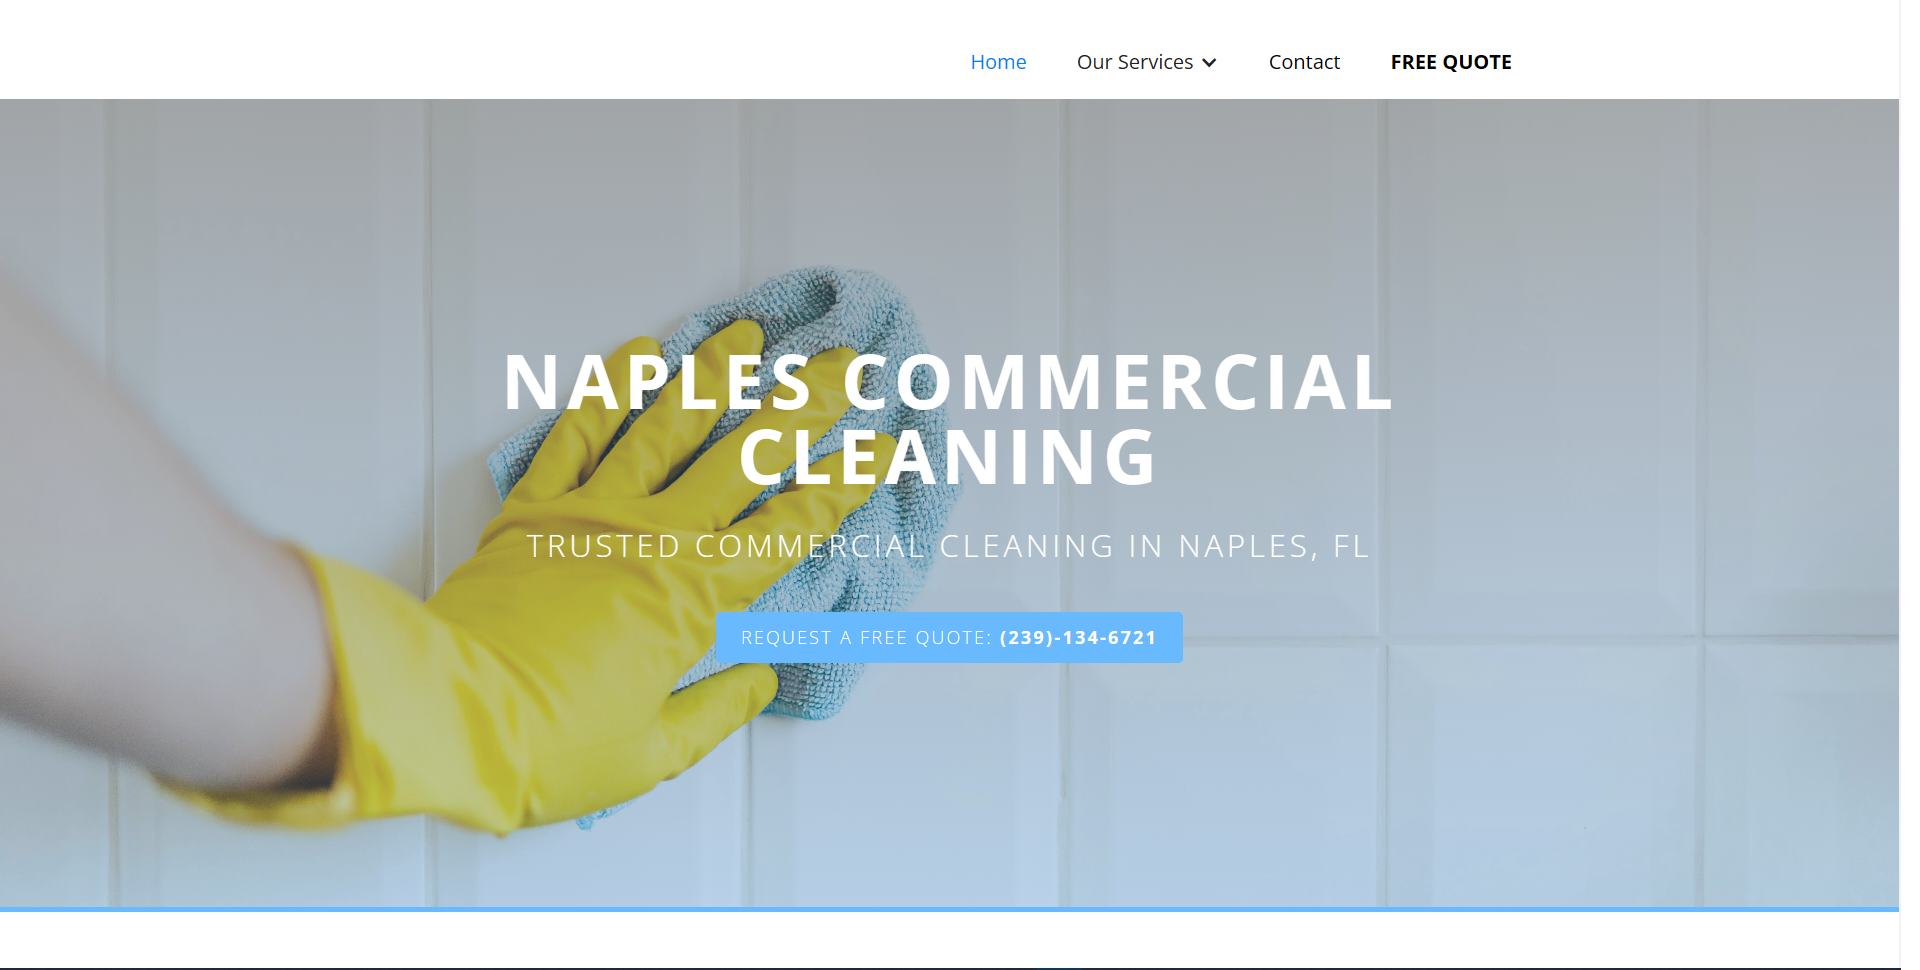 Home Our Services Contact FREE QUOTE
NAPLES COMMERCIAL
CLEANING
TRUSTED COMMERCIAL CLEANING IN NAPLES, FL
REQUEST A FREE QUOTE: (239)-134-6721